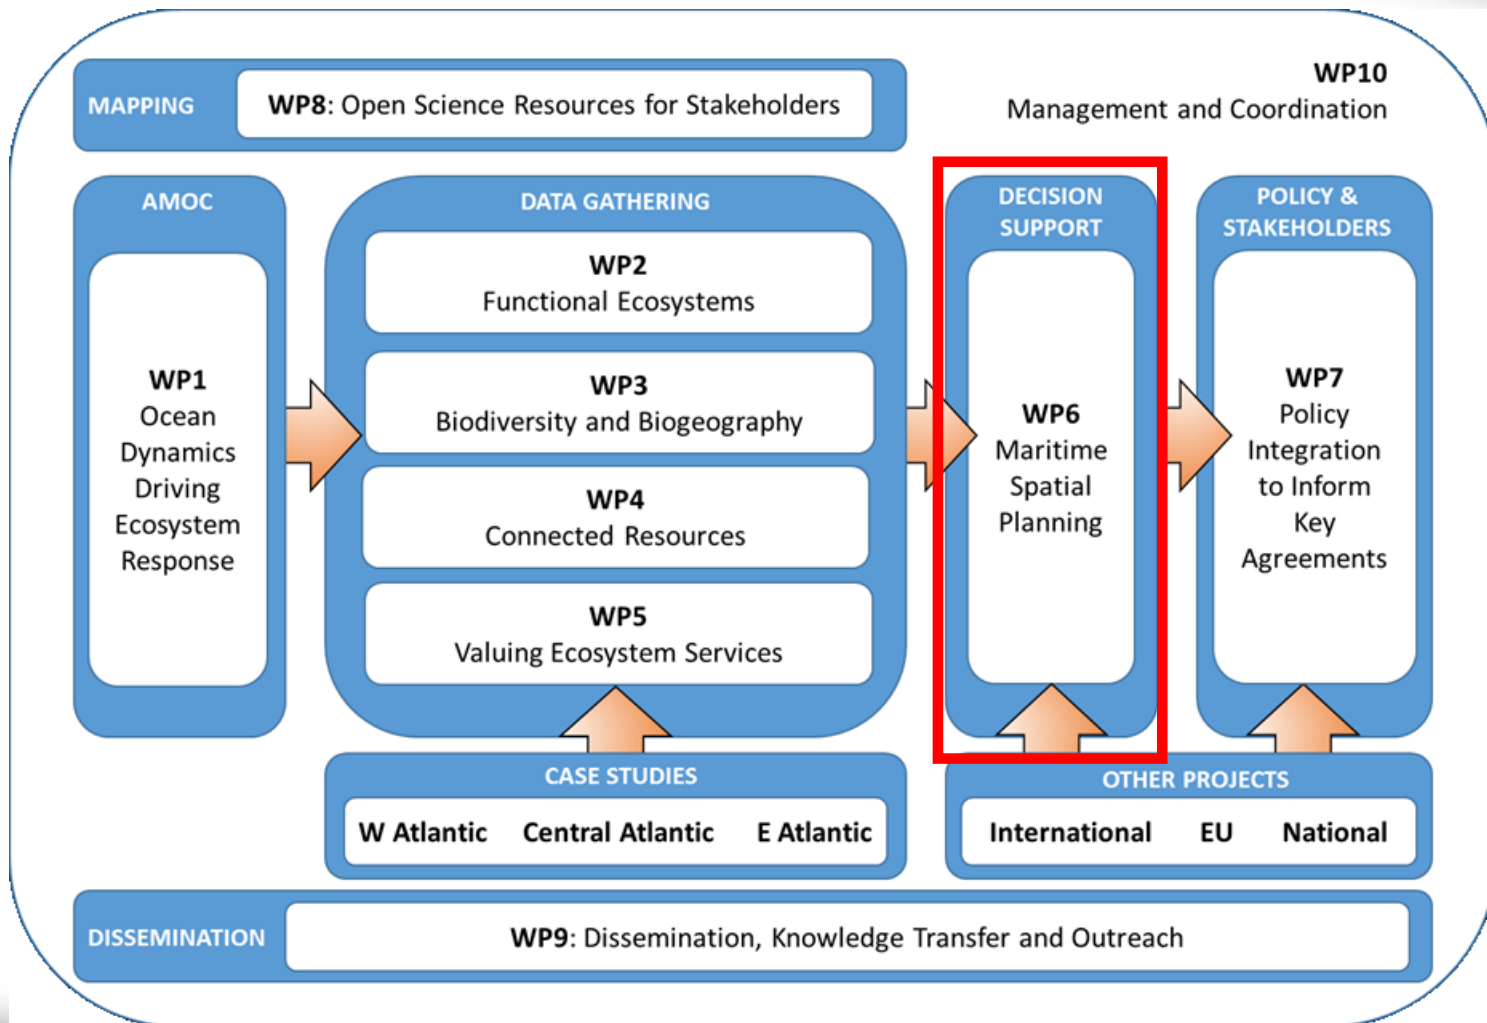 MAPPING
WP8: Open Science Resources for Stakeholders
WP10
Management and Coordination
AMOC
WP1
Ocean
Dynamics
Driving
Ecosystem
Response
DATA GATHERING
WP2
Functional Ecosystems
WP3
Biodiversity and Biogeography
WP4
Connected Resources
WP5
Valuing Ecosystem Services
DECISION
SUPPORT
WP6
Maritime
Spatial
Planning
POLICY &
STAKEHOLDERS
WP7
Policy
Integration
to Inform
Key
Agreements
CASE STUDIES
W Atlantic Central Atlantic E Atlantic
OTHER PROJECTS
International EU National
DISSEMINATION
WP9: Dissemination, Knowledge Transfer and Outreach